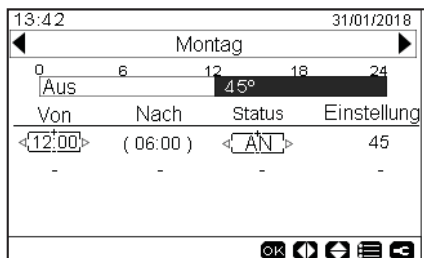 13:42 31/01/2018
Montag
0 6 12 18 24
Aus 45º
Von Nach Status Einstellung
12:00 ( 06:00 ) AN 45
- - - -
OK